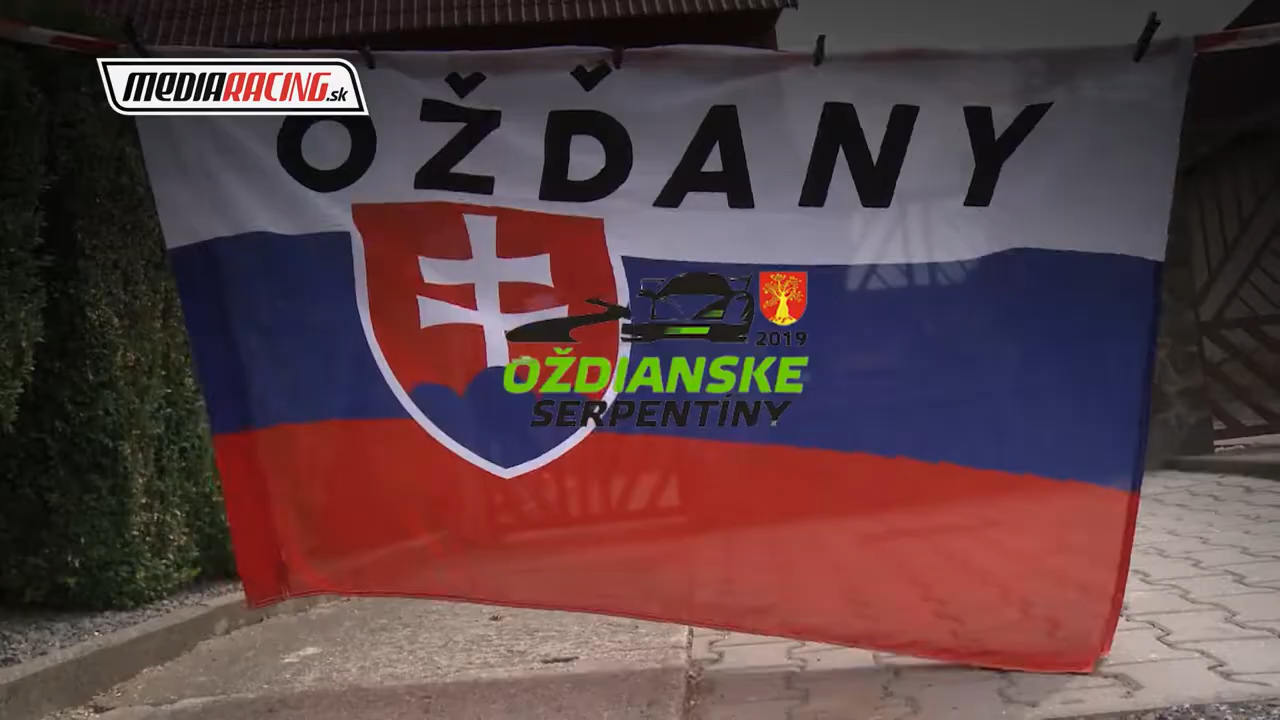 MEDIARACING.sk
OŽĎANY
2019
OŽDIANSKE
SERPENTÍNY